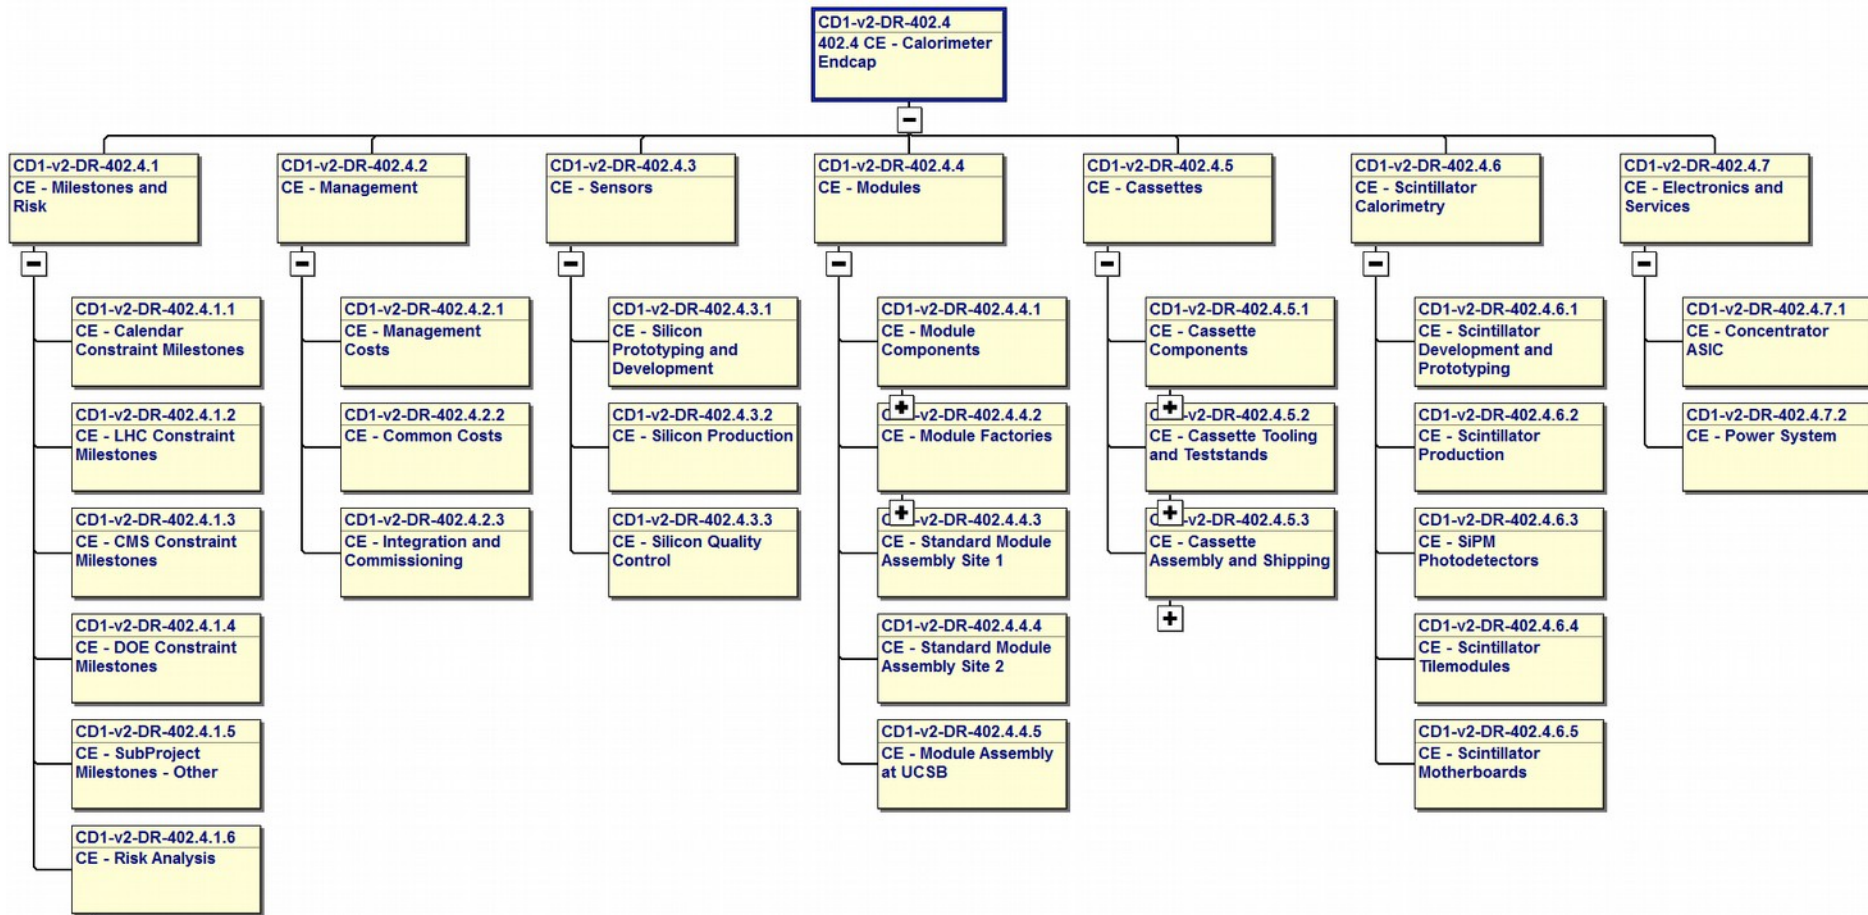 CD1-v2-DR-402.4
402.4 CE - Calorimeter
Endcap
CD1-v2-DR-402.4.1
CE - Milestones and
Risk
CD1-v2-DR-402.4.1.1
CE - Calendar
Constraint Milestones
CD1-v2-DR-402.4.1.2
CE - LHC Constraint
Milestones
CD1-v2-DR-402.4.1.3
CE - CMS Constraint
Milestones
CD1-v2-DR-402.4.1.4
CE - DOE Constraint
Milestones
CD1-v2-DR-402.4.1.5
CE - SubProject
Milestones - Other
CD1-v2-DR-402.4.1.6
CE - Risk Analysis
CD1-v2-DR-402.4.2
CE - Management
CD1-v2-DR-402.4.2.1
CE - Management
Costs
CD1-v2-DR-402.4.2.2
CE - Common Costs
CD1-v2-DR-402.4.2.3
CE - Integration and
Commissioning
CD1-v2-DR-402.4.3
CE - Sensors
CD1-v2-DR-402.4.3.1
CE - Silicon
Prototyping and
Development
CD1-v2-DR-402.4.3.2
CE - Silicon Production
CD1-v2-DR-402.4.3.3
CE - Silicon Quality
Control
CD1-v2-DR-402.4.4
CE - Modules
CD1-v2-DR-402.4.4.1
CE - Module
Components
CD1-v2-DR-402.4.4.2
CE - Module Factories
CD1-v2-DR-402.4.4.3
CE - Standard Module
Assembly Site 1
CD1-v2-DR-402.4.4.4
CE - Standard Module
Assembly Site 2
CD1-v2-DR-402.4.4.5
CE - Module Assembly
at UCSB
CD1-v2-DR-402.4.5
CE - Cassettes
CD1-v2-DR-402.4.5.1
CE - Cassette
Components
CD1-v2-DR-402.4.5.2
CE - Cassette Tooling
and Teststands
CD1-v2-DR-402.4.5.3
CE - Cassette
Assembly and Shipping
CD1-v2-DR-402.4.6
CE - Scintillator
Calorimetry
CD1-v2-DR-402.4.6.1
CE - Scintillator
Development and
Prototyping
CD1-v2-DR-402.4.6.2
CE - Scintillator
Production
CD1-v2-DR-402.4.6.3
CE - SiPM
Photodetectors
CD1-v2-DR-402.4.6.4
CE - Scintillator
Tilemodules
CD1-v2-DR-402.4.6.5
CE - Scintillator
Motherboards
CD1-v2-DR-402.4.7
CE - Electronics and
Services
CD1-v2-DR-402.4.7.1
CE - Concentrator
ASIC
CD1-v2-DR-402.4.7.2
CE - Power System